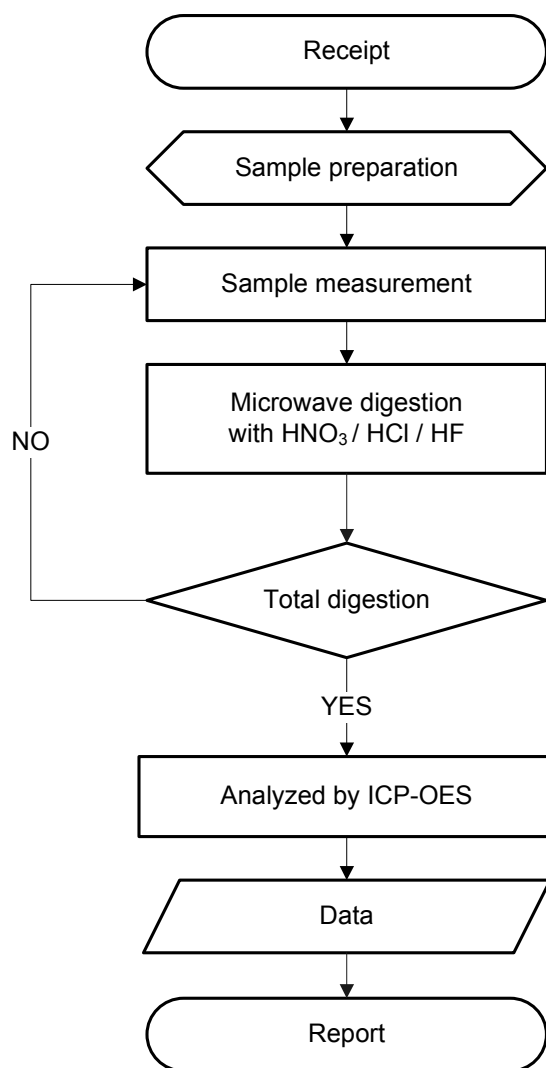 Receipt
Sample preparation
Sample measurement
Microwave digestion
with HNO₃ / HCl / HF
NO
Total digestion
YES
Analyzed by ICP-OES
Data
Report